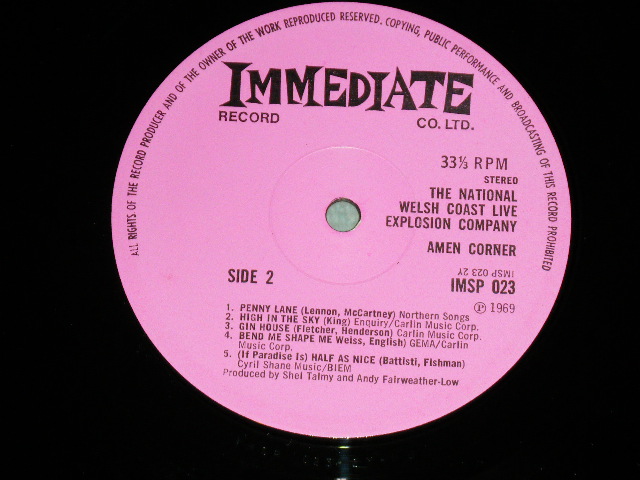 ALL RIGHTS OF THE RECORD PRODUCER AND OF THE OWNER OF THE WORK REPRODUCED RESERVED. COPYING, PUBLIC PERFORMANCE AND BROADCASTING OF THIS RECORD PROHIBITED
IMMEDIATE
RECORD CO. LTD.
33⅓ RPM
STEREO
THE NATIONAL
WELSH COAST LIVE
EXPLOSION COMPANY
AMEN CORNER
IMSP 023 2Y
SIDE 2
IMSP 023
℗ 1969
1. PENNY LANE (Lennon, McCartney) Northern Songs
2. HIGH IN THE SKY (King) Enquiry/Carlin Music Corp.
3. GIN HOUSE (Fletcher, Henderson) Carlin Music Corp.
4. BEND ME SHAPE ME Weiss, English) GEMA/Carlin
Music Corp.
5. (If Paradise Is) HALF AS NICE (Battisti, Fishman)
Cyril Shane Music/BIEM
Produced by Shel Talmy and Andy Fairweather-Low